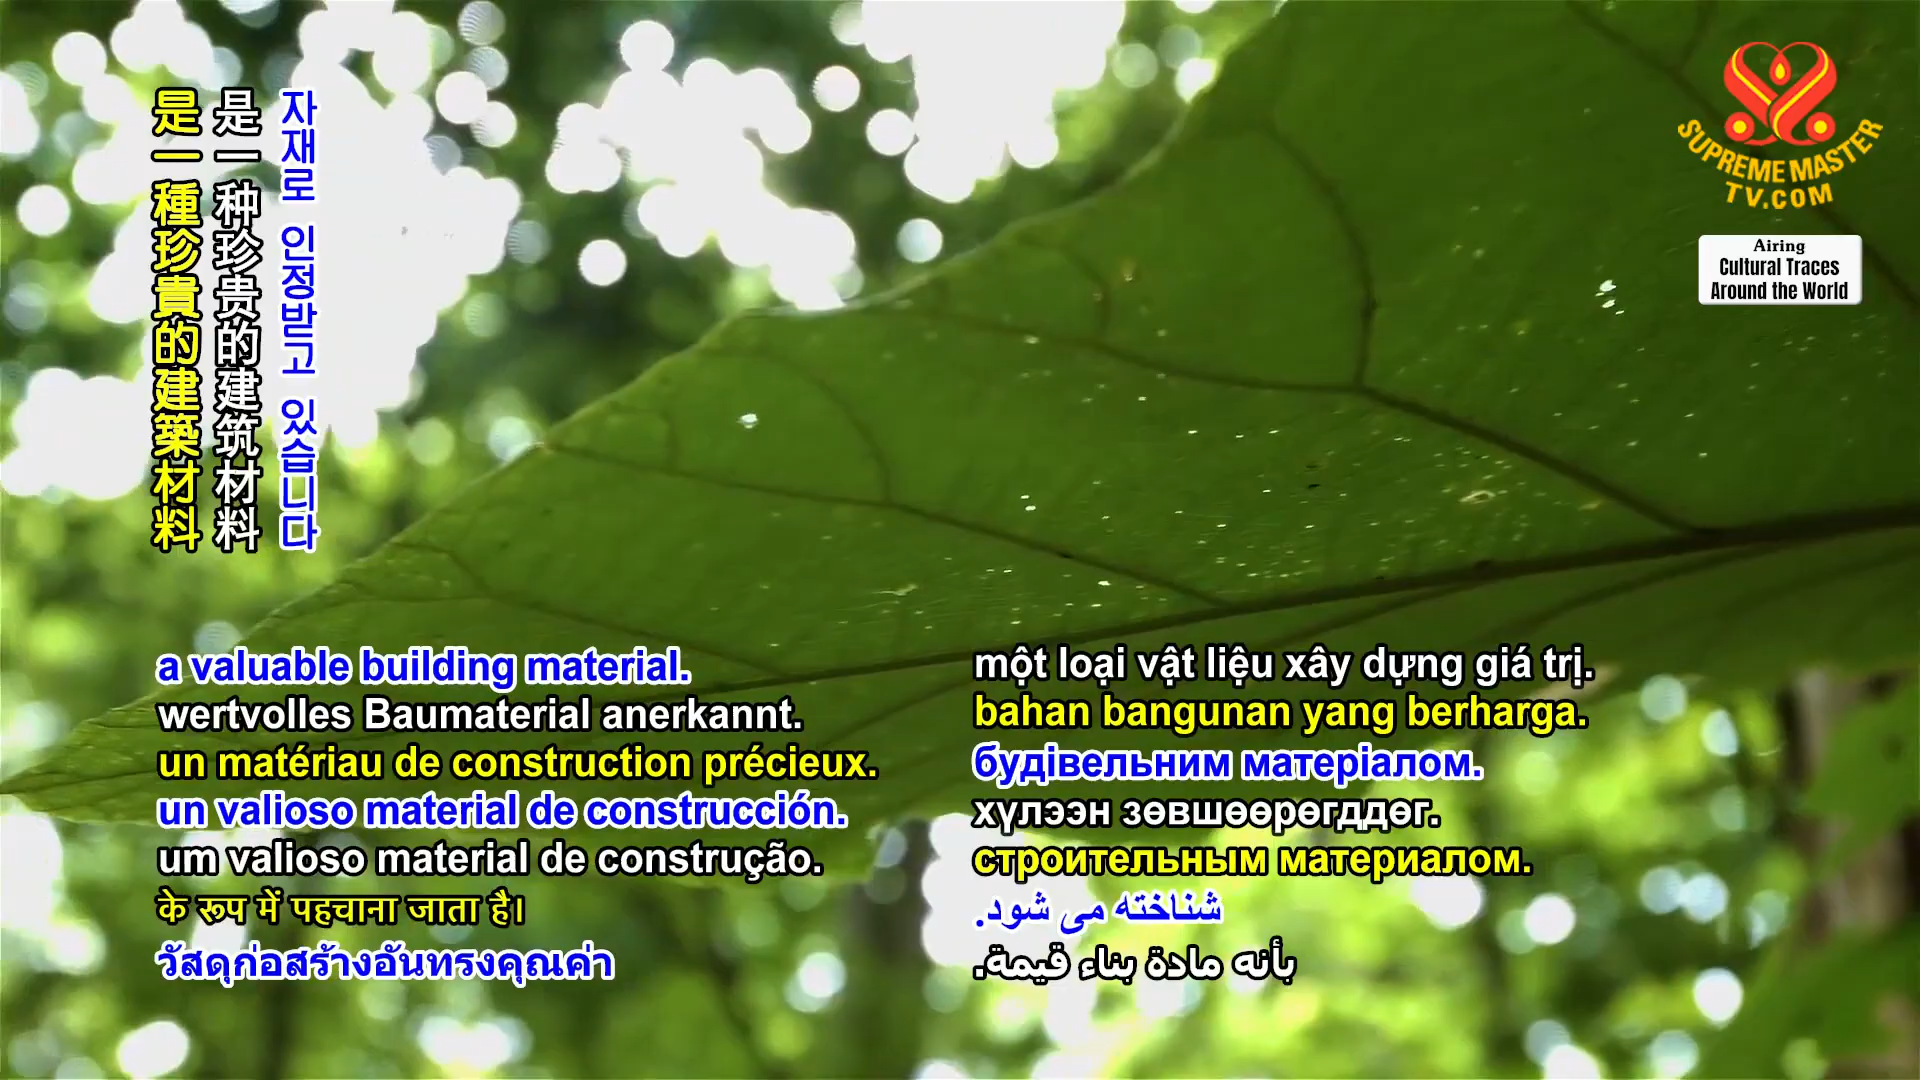 是一種珍貴的建築材料
是一种珍贵的建筑材料
자재로 인정받고 있습니다
SUPREME MASTER
TV.COM
Airing
Cultural Traces
Around the World
a valuable building material.
wertvolles Baumaterial anerkannt.
un matériau de construction précieux.
un valioso material de construcción.
um valioso material de construção.
के रूप में पहचाना जाता है।
วัสดุก่อสร้างอันทรงคุณค่า
một loại vật liệu xây dựng giá trị.
bahan bangunan yang berharga.
будівельним матеріалом.
хүлээн зөвшөөрөгддөг.
строительным материалом.
شناخته می شود.
بأنه مادة بناء قيمة.